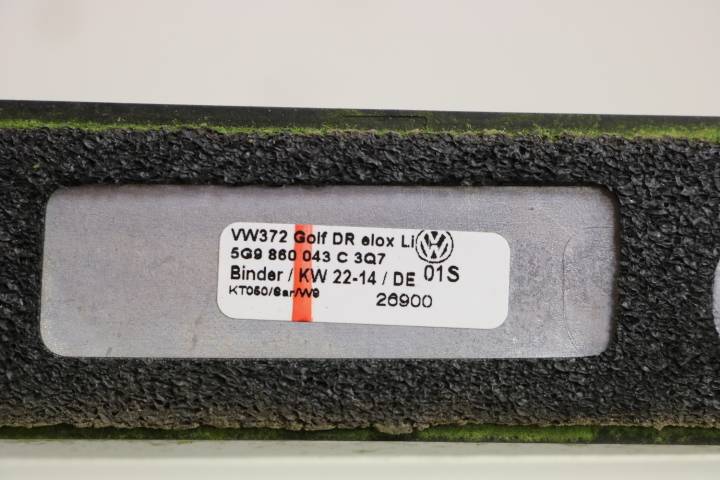 VW372 Golf DR elox Li
5G9 860 043 C 3Q7
Binder / KW 22-14 / DE 01S
KT050/Sar/W9 26900